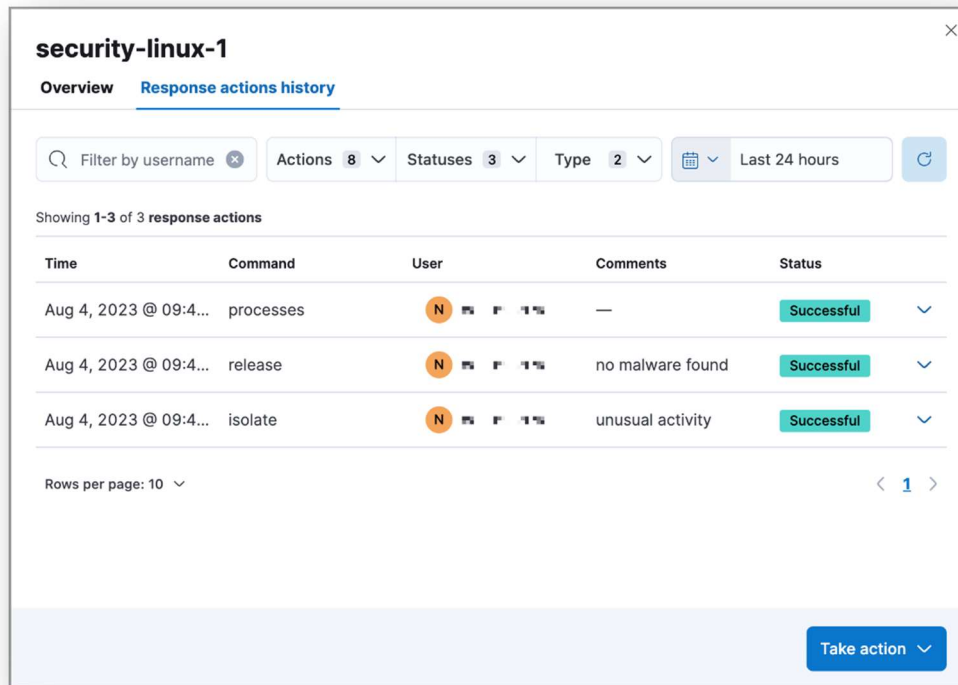 security-linux-1
Overview Response actions history
Filter by username Actions 8 Statuses 3 Type 2 Last 24 hours
Showing 1-3 of 3 response actions
Time Command User Comments Status
Aug 4, 2023 @ 09:4... processes N — Successful
Aug 4, 2023 @ 09:4... release N no malware found Successful
Aug 4, 2023 @ 09:4... isolate N unusual activity Successful
Rows per page: 10 1
Take action